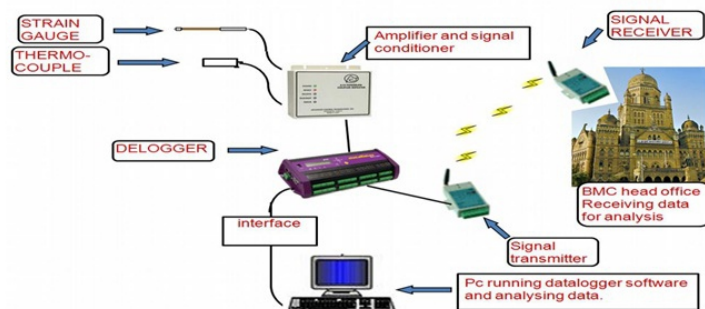 STRAIN
GAUGE
THERMO-
COUPLE
Amplifier and signal
conditioner
SIGNAL
RECEIVER
DELOGGER
BMC head office
Receiving data
for analysis
interface
Signal
transmitter
Pc running datalogger software
and analysing data.